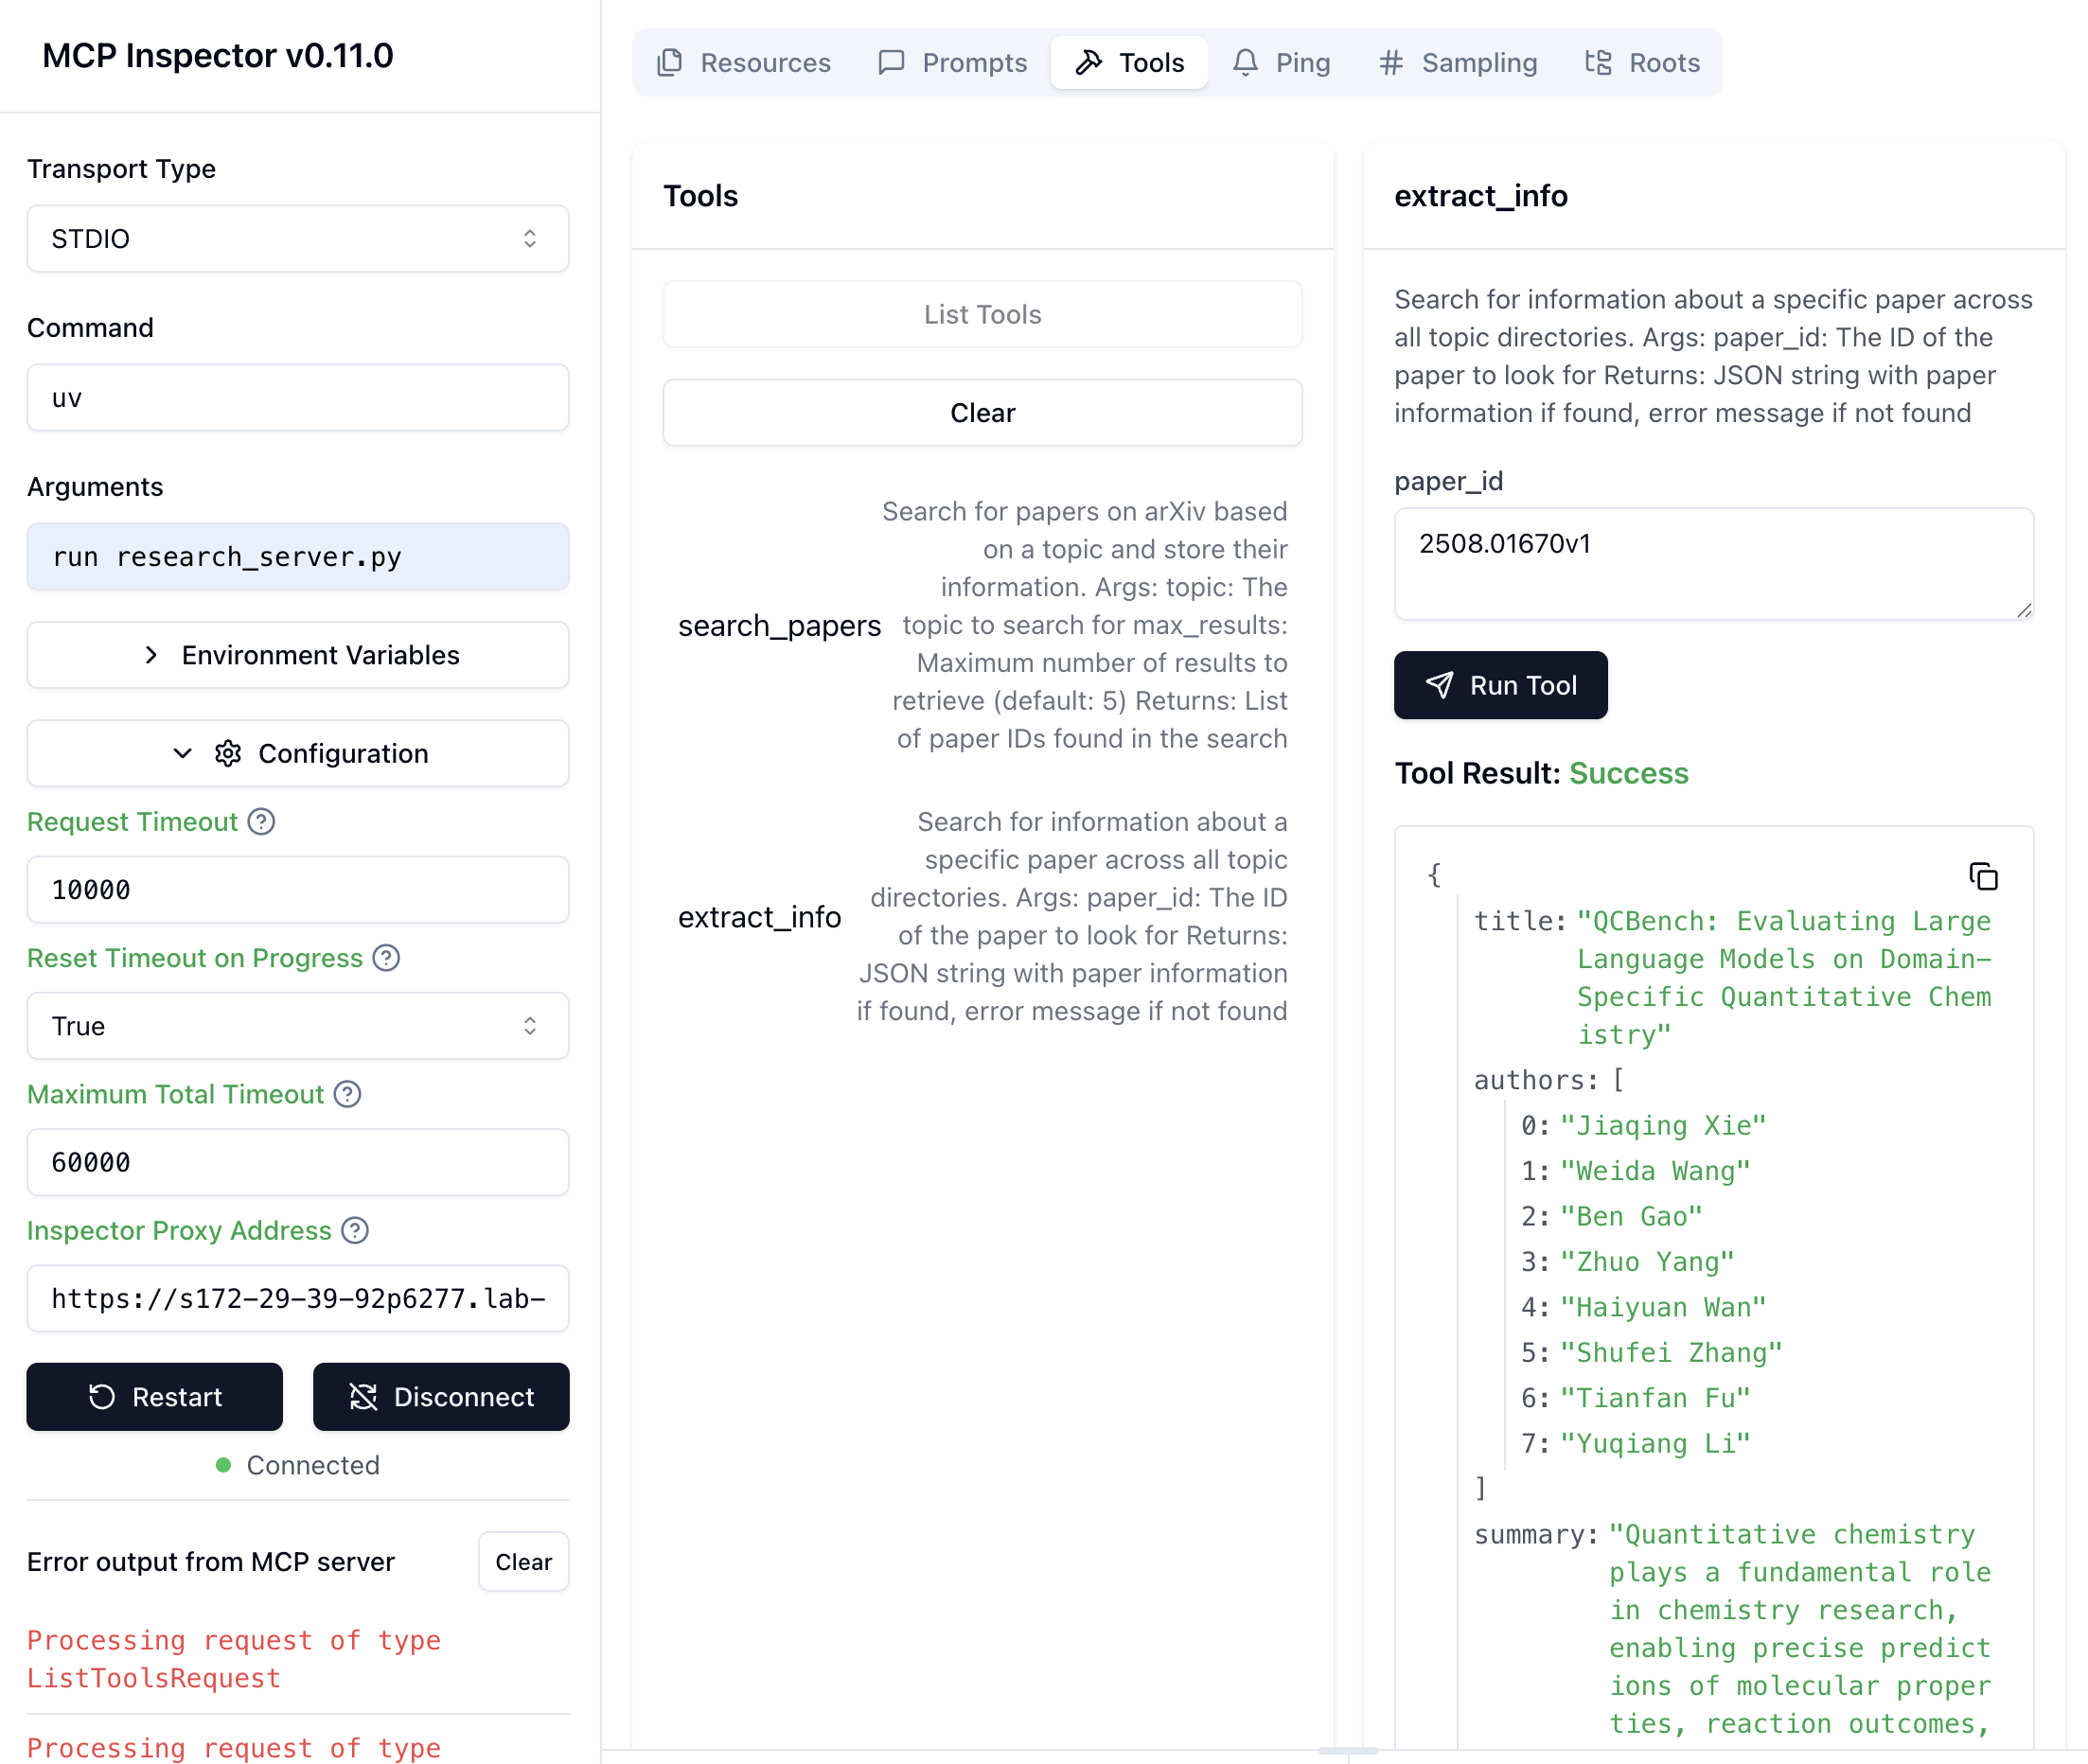 MCP Inspector v0.11.0
Transport Type
STDIO
Command
uv
Arguments
run research_server.py
Environment Variables
Configuration
Request Timeout
10000
Reset Timeout on Progress
True
Maximum Total Timeout
60000
Inspector Proxy Address
https://s172-29-39-92p6277.lab-
Restart
Disconnect
Connected
Error output from MCP server
Clear
Processing request of type
ListToolsRequest
Processing request of type
Resources
Prompts
Tools
Ping
Sampling
Roots
Tools
List Tools
Clear
search_papers
Search for papers on arXiv based
on a topic and store their
information. Args: topic: The
topic to search for max_results:
Maximum number of results to
retrieve (default: 5) Returns: List
of paper IDs found in the search
extract_info
Search for information about a
specific paper across all topic
directories. Args: paper_id: The ID
of the paper to look for Returns:
JSON string with paper information
if found, error message if not found
extract_info
Search for information about a specific paper across
all topic directories. Args: paper_id: The ID of the
paper to look for Returns: JSON string with paper
information if found, error message if not found
paper_id
2508.01670v1
Run Tool
Tool Result: Success
{
title: "QCBench: Evaluating Large
Language Models on Domain-
Specific Quantitative Chem
istry"
authors: [
0: "Jiaqing Xie"
1: "Weida Wang"
2: "Ben Gao"
3: "Zhuo Yang"
4: "Haiyuan Wan"
5: "Shufei Zhang"
6: "Tianfan Fu"
7: "Yuqiang Li"
]
summary: "Quantitative chemistry
plays a fundamental role
in chemistry research,
enabling precise predict
ions of molecular proper
ties, reaction outcomes,